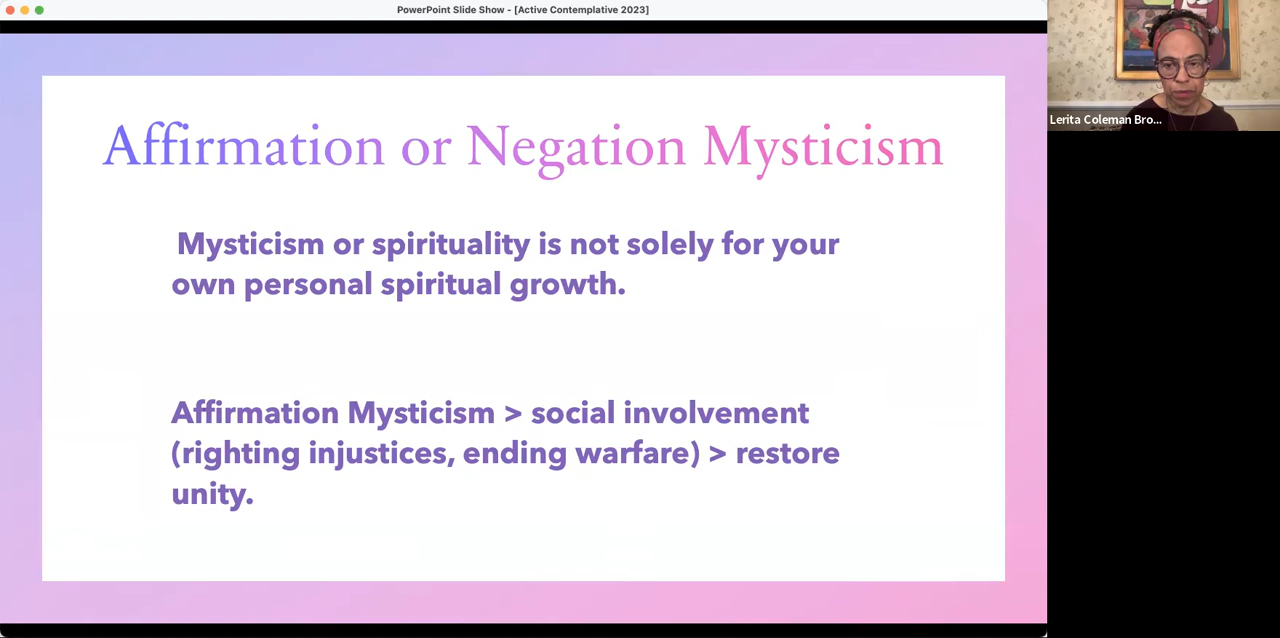 PowerPoint Slide Show - [Active Contemplative 2023]
Affirmation or Negation Mysticism
Mysticism or spirituality is not solely for your
own personal spiritual growth.
Affirmation Mysticism > social involvement
(righting injustices, ending warfare) > restore
unity.
Lerita Coleman Bro...